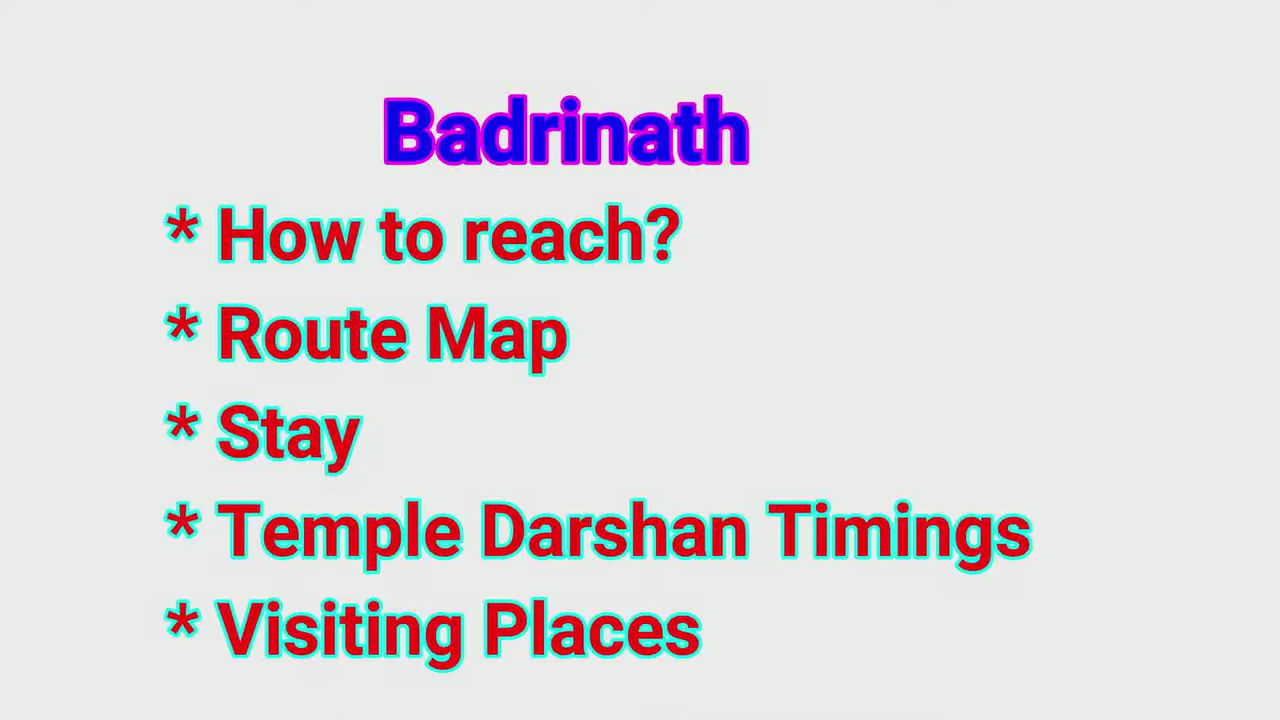 Badrinath
* How to reach?
* Route Map
* Stay
* Temple Darshan Timings
* Visiting Places